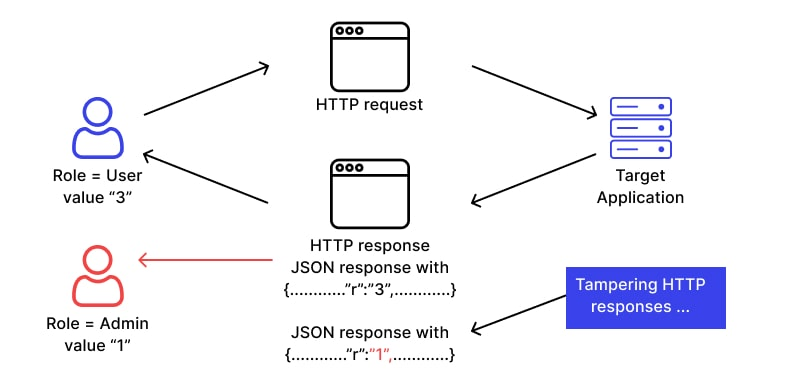 HTTP request
Role = User
value “3”
Target
Application
HTTP response
JSON response with
{............”r”:”3”,............}
Role = Admin
value “1”
Tampering HTTP
responses ...
JSON response with
{............”r”:”1”,............}